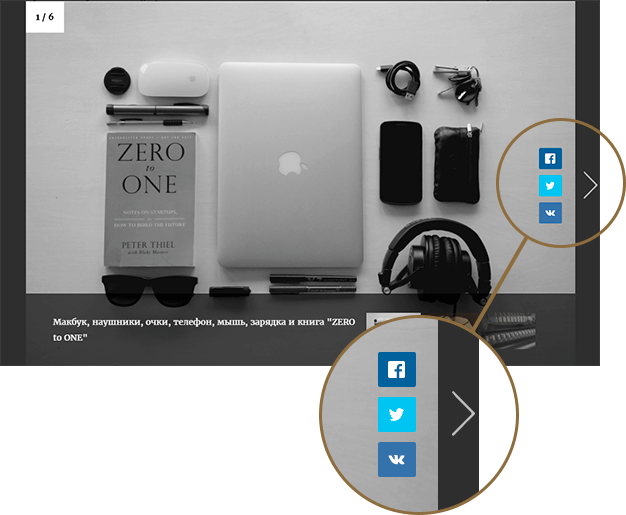 1 / 6
ZERO
to
ONE
NOTES ON STARTUPS,
OR
HOW TO BUILD THE FUTURE
PETER THIEL
with Blake Masters
Макбук, наушники, очки, телефон, мышь, зарядка и книга "ZERO
to ONE"